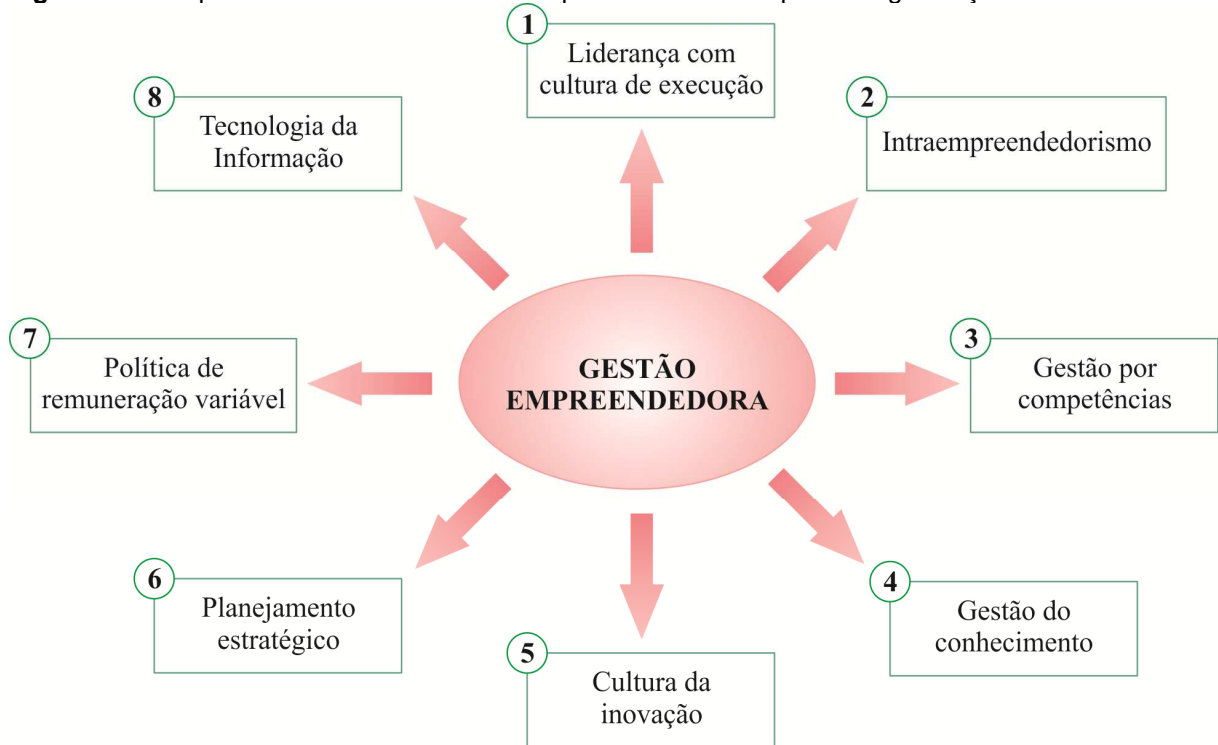 1
Liderança com
cultura de execução
2
Intraempreendedorismo
3
Gestão por
competências
4
Gestão do
conhecimento
5
Cultura da
inovação
6
Planejamento
estratégico
7
Política de
remuneração variável
8
Tecnologia da
Informação
GESTÃO
EMPREENDEDORA